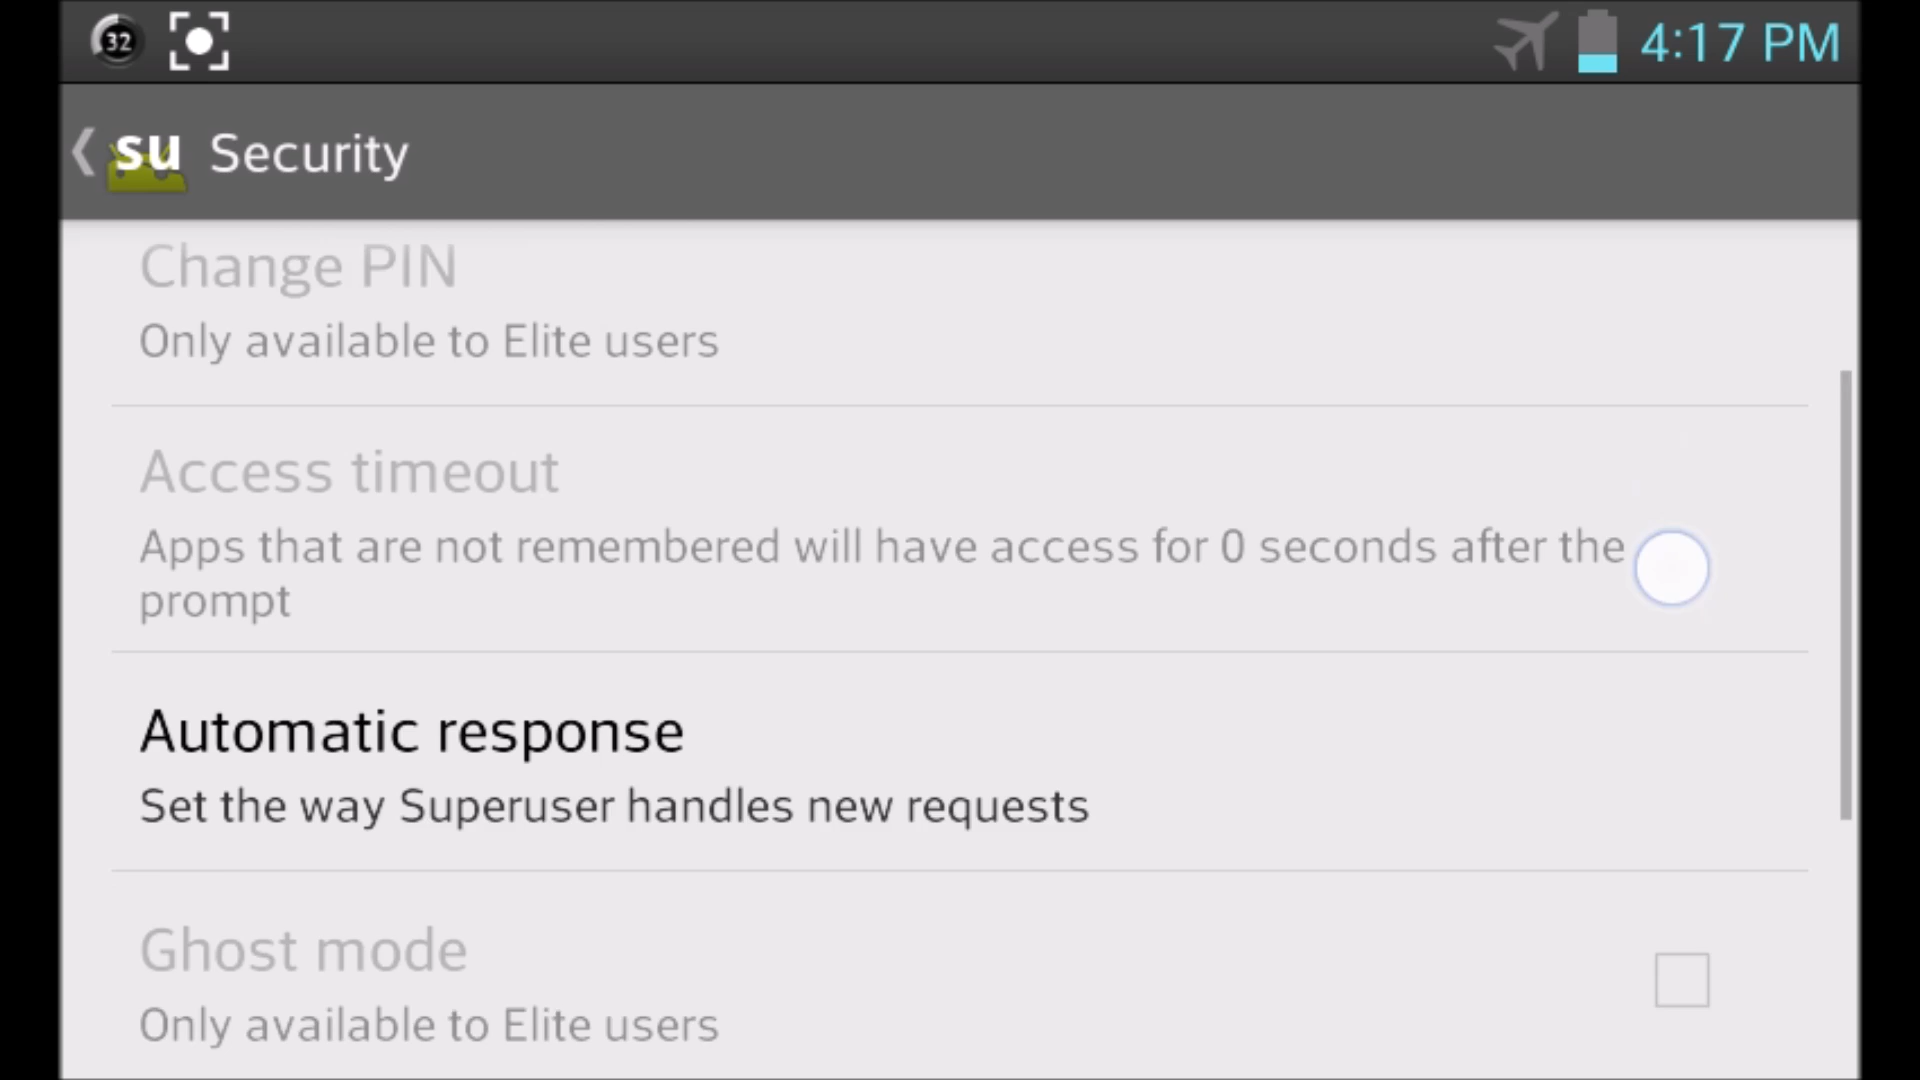 32
4:17 PM
su Security
Change PIN
Only available to Elite users
Access timeout
Apps that are not remembered will have access for 0 seconds after the
prompt
Automatic response
Set the way Superuser handles new requests
Ghost mode
Only available to Elite users